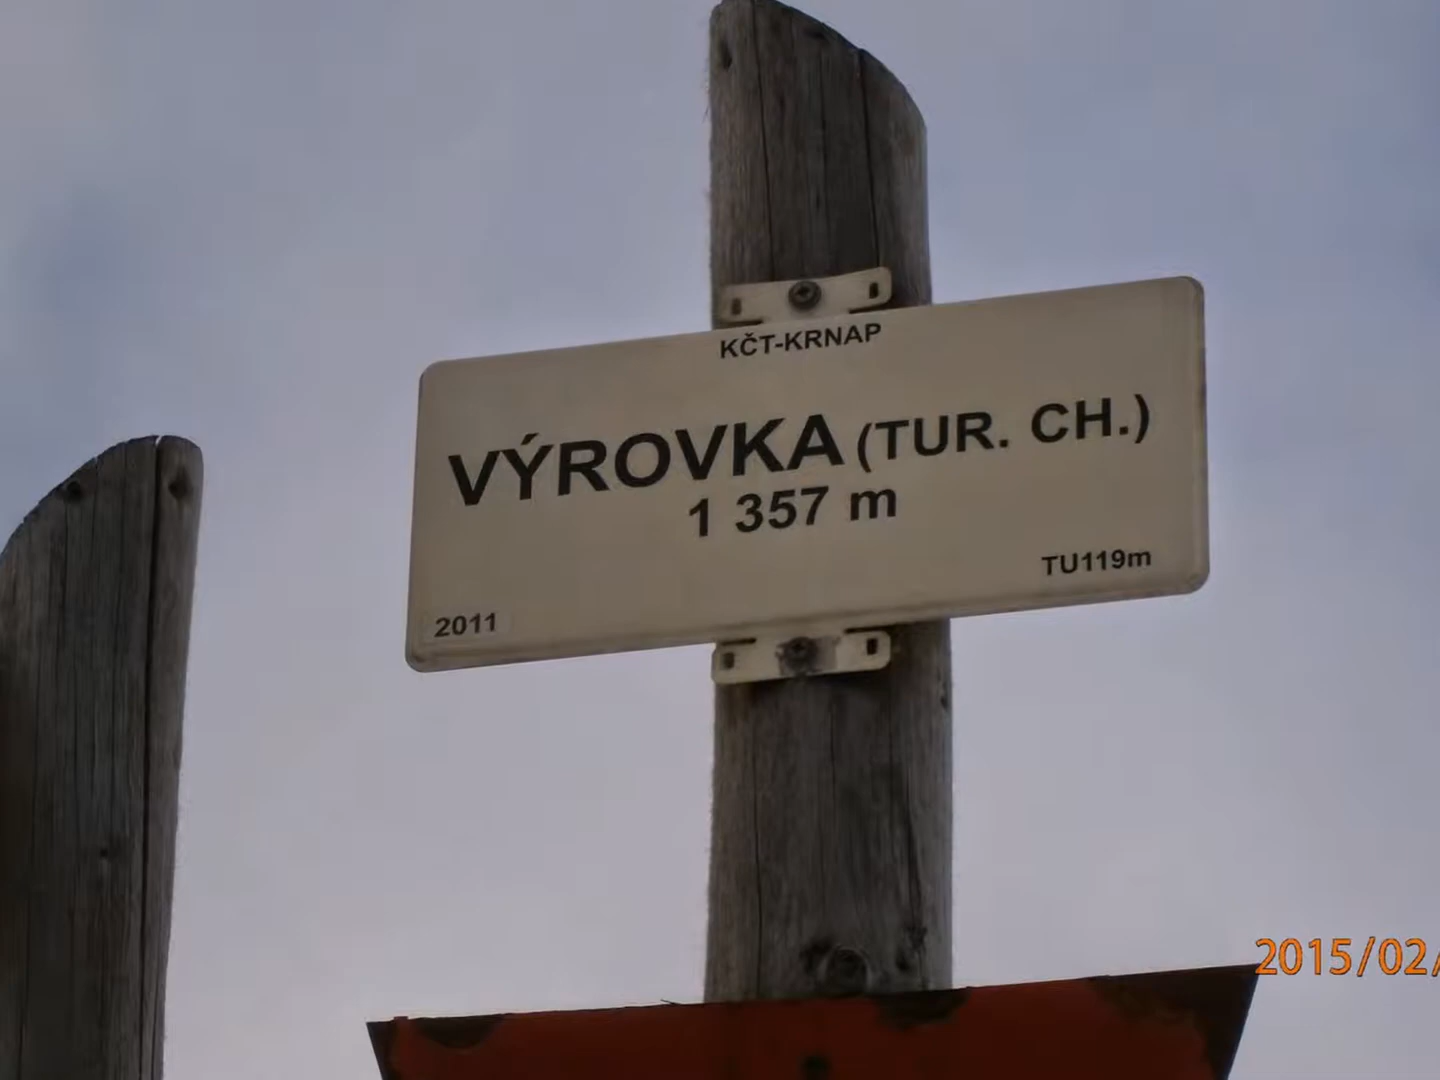 KČT-KRNAP
VÝROVKA (TUR. CH.)
1 357 m
TU119m
2011
2015/02/